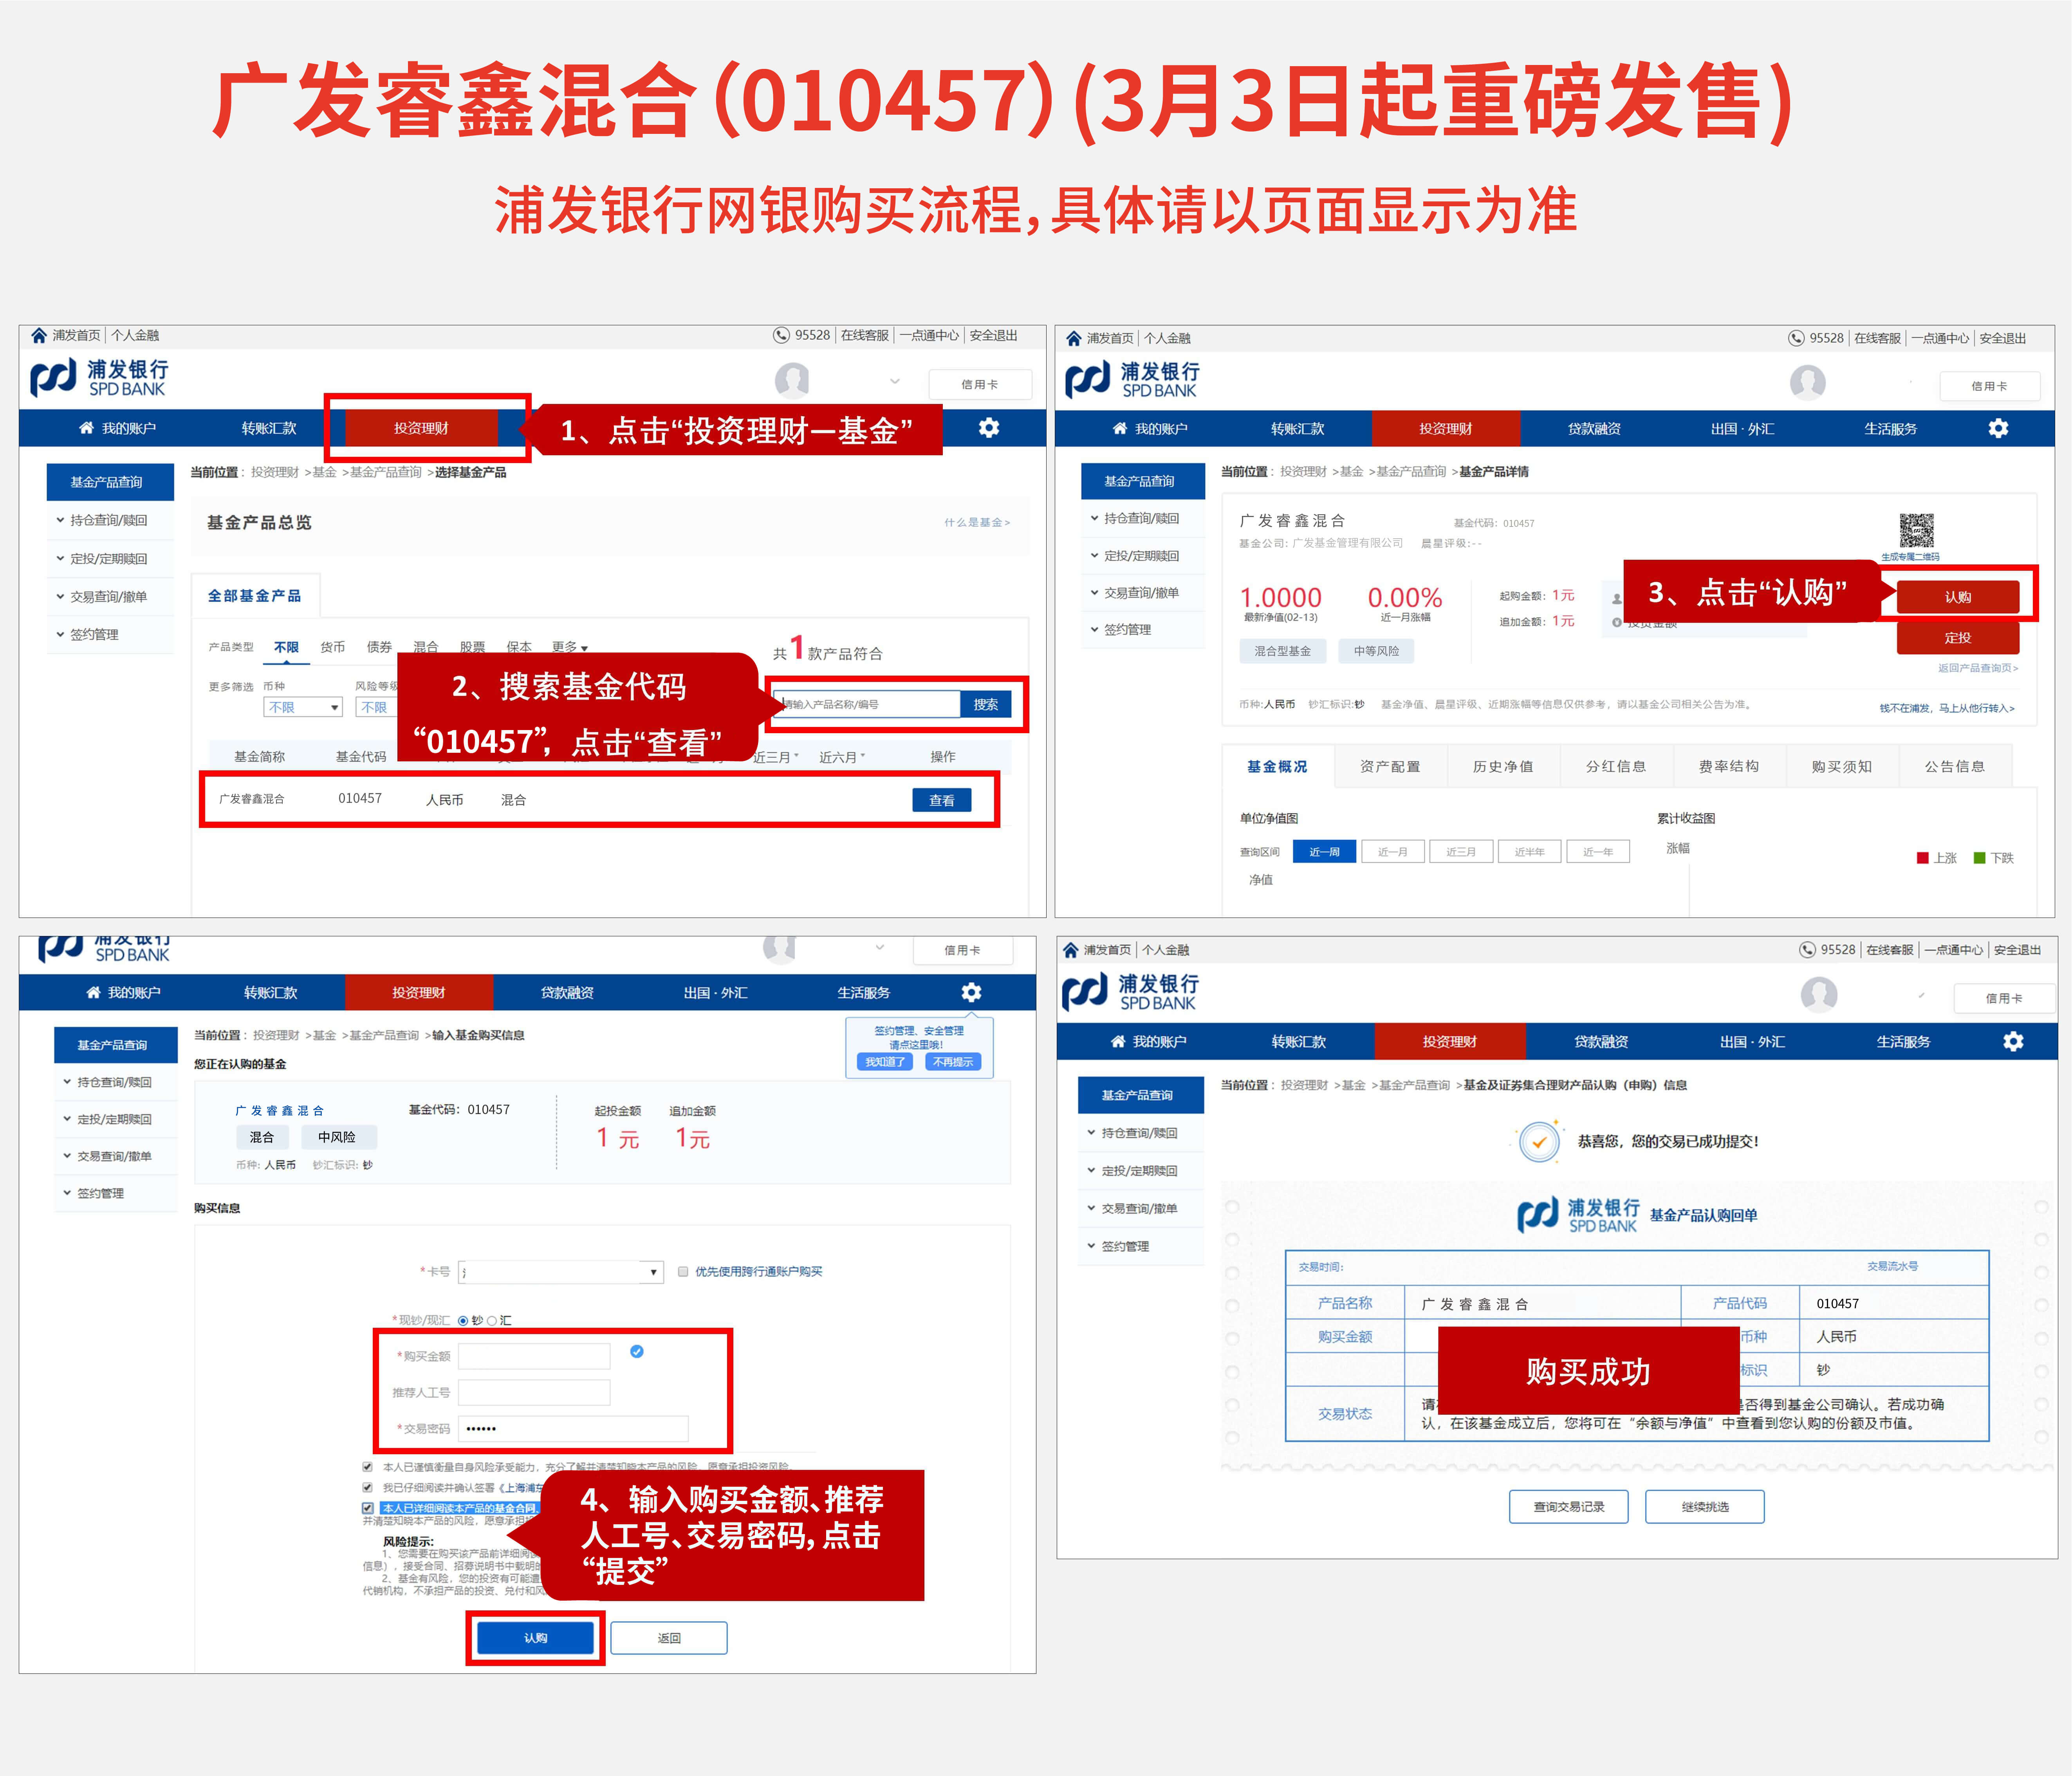 广发睿鑫混合（010457）(3月3日起重磅发售)
浦发银行网银购买流程，具体请以页面显示为准
浦发首页 个人金融
95528 在线客服 一点通中心 安全退出
浦发银行
SPD BANK
信用卡
我的账户 转账汇款 投资理财
1、点击“投资理财—基金”
基金产品查询
持仓查询/赎回
定投/定期赎回
交易查询/撤单
签约管理
当前位置： 投资理财 >基金 >基金产品查询 >选择基金产品
基金产品总览
什么是基金>
全部基金产品
产品类型 不限 货币 债券 混合 股票 保本 更多
共1款产品符合
更多筛选 币种 风险等级
不限 不限
2、搜索基金代码
“010457”，点击“查看”
请输入产品名称/编号 搜索
基金简称 基金代码 近三月 近六月 操作
广发睿鑫混合 010457 人民币 混合 查看
浦发首页 个人金融
95528 在线客服 一点通中心 安全退出
浦发银行
SPD BANK
信用卡
我的账户 转账汇款 投资理财 贷款融资 出国 · 外汇 生活服务
基金产品查询
持仓查询/赎回
定投/定期赎回
交易查询/撤单
签约管理
当前位置： 投资理财 >基金 >基金产品查询 >基金产品详情
广发睿鑫混合 基金代码：010457
基金公司：广发基金管理有限公司 晨星评级：--
生成专属二维码
1.0000 0.00%
最新净值(02-13) 近一月涨幅
起购金额：1元
追加金额：1元
投资金额
3、点击“认购”
认购
定投
混合型基金 中等风险
返回产品查询页>
币种:人民币 钞汇标识:钞 基金净值、晨星评级、近期涨幅等信息仅供参考，请以基金公司相关公告为准。
钱不在浦发，马上从他行转入>
基金概况 资产配置 历史净值 分红信息 费率结构 购买须知 公告信息
单位净值图 累计收益图
查询区间 近一周 近一月 近三月 近半年 近一年
涨幅
上涨 下跌
净值
浦发银行
SPD BANK
信用卡
我的账户 转账汇款 投资理财 贷款融资 出国 · 外汇 生活服务
签约管理、安全管理
请点这里哦！
我知道了 不再提示
基金产品查询
持仓查询/赎回
定投/定期赎回
交易查询/撤单
签约管理
当前位置： 投资理财 >基金 >基金产品查询 >输入基金购买信息
您正在认购的基金
广发睿鑫混合 基金代码：010457
混合 中风险
币种: 人民币 钞汇标识: 钞
起投金额 追加金额
1 元 1元
购买信息
*卡号
优先使用跨行通账户购买
*现钞/现汇 钞 汇
*购买金额
推荐人工号
*交易密码 ••••••
本人已谨慎衡量自身风险承受能力，充分了解并清楚知晓本产品的风险，愿意承担投资风险。
我已仔细阅读并确认签署《上海浦东
本人已详细阅读本产品的基金合同、
并清楚知晓本产品的风险，愿意承担投
风险提示：
1、您需要在购买该产品前详细阅读
信息），接受合同、招募说明书中载明的
2、基金有风险，您的投资有可能遭
代销机构，不承担产品的投资、兑付和风
4、输入购买金额、推荐
人工号、交易密码，点击
“提交”
认购 返回
浦发首页 个人金融
95528 在线客服 一点通中心 安全退出
浦发银行
SPD BANK
信用卡
我的账户 转账汇款 投资理财 贷款融资 出国 · 外汇 生活服务
基金产品查询
持仓查询/赎回
定投/定期赎回
交易查询/撤单
签约管理
当前位置： 投资理财 >基金 >基金产品查询 >基金及证券集合理财产品认购（申购）信息
恭喜您，您的交易已成功提交！
浦发银行
SPD BANK
基金产品认购回单
交易时间: 交易流水号
产品名称 广发睿鑫混合 产品代码 010457
购买金额 币种 人民币
标识 钞
购买成功
交易状态
请 是否得到基金公司确认。若成功确
认，在该基金成立后，您将可在“余额与净值”中查看到您认购的份额及市值。
查询交易记录 继续挑选